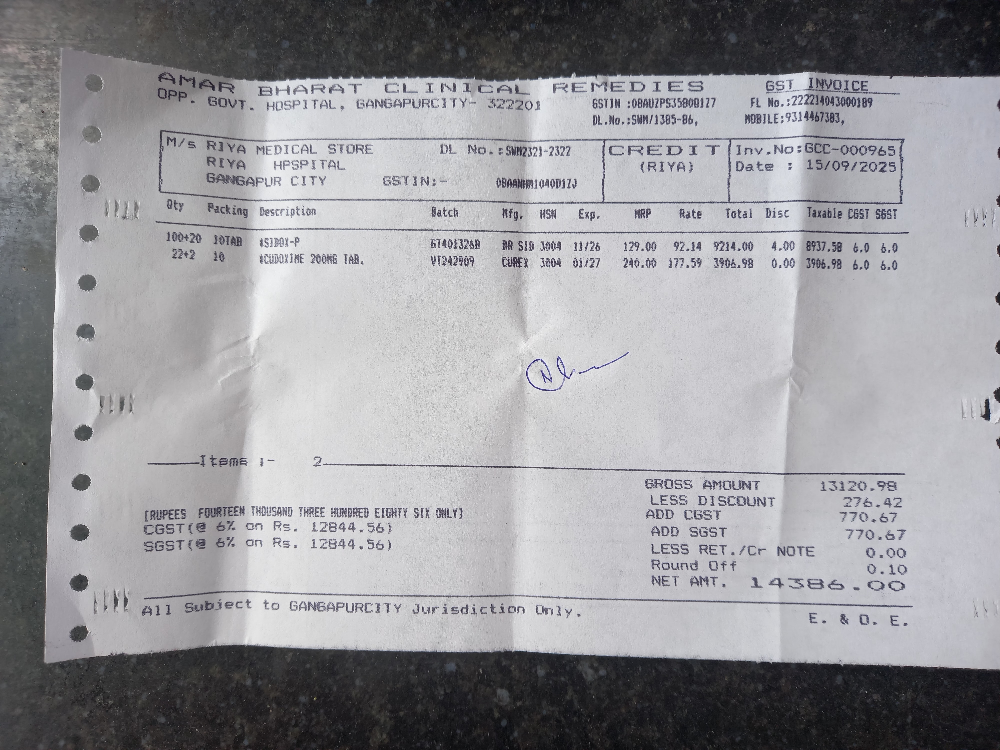 AMAR BHARAT CLINICAL REMEDIES GST INVOICE
OPP. GOVT. HOSPITAL, GANGAPURCITY- 322201 GSTIN :08AUZPS3580D1Z7 FL No.:222214043000189
DL.No.:SWM/1385-86, MOBILE:9314467383,
M/s RIYA MEDICAL STORE DL No.:SWM2321-2322 CREDIT Inv.No:GCC-000965
RIYA HPSPITAL (RIYA) Date : 15/09/2025
GANGAPUR CITY GSTIN:-
Qty Packing Description Batch Mfg. HSN Exp. MRP Rate Total Disc Taxable CGST SGST
100+20 10TAB *SIBOX-P GT401326B BR SID 3004 11/26 129.00 92.14 9214.00 4.00 8937.58 6.0 6.0
22+2 10 *CUDOXIME 200MG TAB. VT242909 CUREX 3004 01/27 240.00 177.59 3906.98 0.00 3906.98 6.0 6.0
Items :- 2
GROSS AMOUNT 13120.98
LESS DISCOUNT 276.42
[RUPEES FOURTEEN THOUSAND THREE HUNDRED EIGHTY SIX ONLY] ADD CGST 770.67
CGST(@ 6% on Rs. 12844.56) ADD SGST 770.67
SGST(@ 6% on Rs. 12844.56) LESS RET./Cr NOTE 0.00
Round Off 0.10
NET AMT. 14386.00
All Subject to GANGAPURCITY Jurisdiction Only.
E. & O. E.